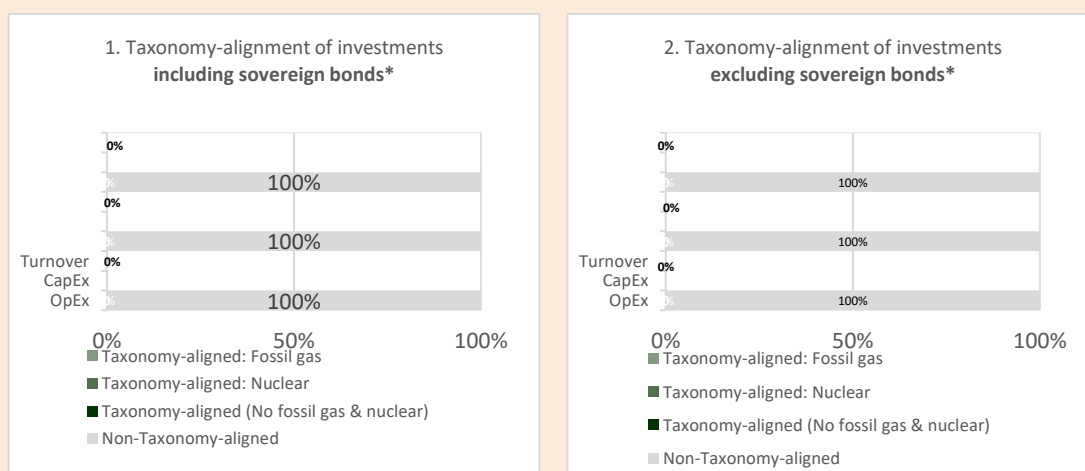 1. Taxonomy-alignment of investments
including sovereign bonds*
0%
100%
0%
100%
Turnover
0%
CapEx
OpEx
100%
0%
50%
100%
Taxonomy-aligned: Fossil gas
Taxonomy-aligned: Nuclear
Taxonomy-aligned (No fossil gas & nuclear)
Non-Taxonomy-aligned
2. Taxonomy-alignment of investments
excluding sovereign bonds*
0%
100%
0%
100%
Turnover
0%
CapEx
OpEx
100%
0%
50%
100%
Taxonomy-aligned: Fossil gas
Taxonomy-aligned: Nuclear
Taxonomy-aligned (No fossil gas & nuclear)
Non-Taxonomy-aligned